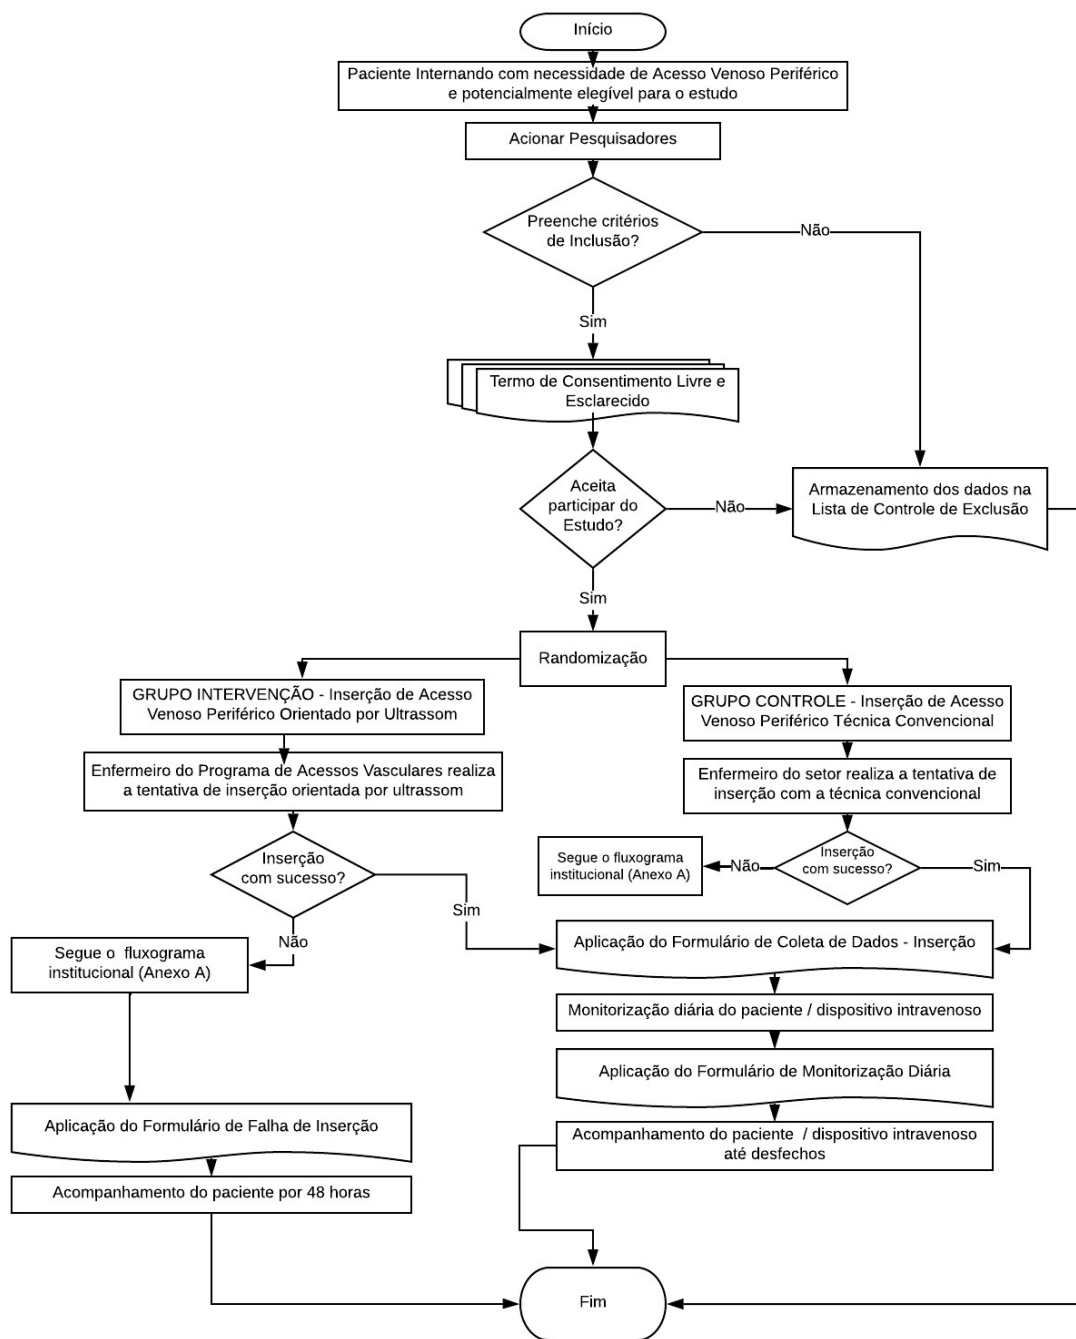 Início
Paciente Internando com necessidade de Acesso Venoso Periférico
e potencialmente elegível para o estudo
Acionar Pesquisadores
Preenche critérios
de Inclusão?
Não
Sim
Termo de Consentimento Livre e
Esclarecido
Aceita
participar do
Estudo?
Não
Armazenamento dos dados na
Lista de Controle de Exclusão
Sim
Randomização
GRUPO INTERVENÇÃO - Inserção de Acesso
Venoso Periférico Orientado por Ultrassom
GRUPO CONTROLE - Inserção de Acesso
Venoso Periférico Técnica Convencional
Enfermeiro do Programa de Acessos Vasculares realiza
a tentativa de inserção orientada por ultrassom
Enfermeiro do setor realiza a tentativa de
inserção com a técnica convencional
Inserção
com sucesso?
Sim
Não
Segue o fluxograma
institucional (Anexo A)
Não
Inserção
com sucesso?
Sim
Segue o fluxograma
institucional (Anexo A)
Aplicação do Formulário de Coleta de Dados - Inserção
Monitorização diária do paciente / dispositivo intravenoso
Aplicação do Formulário de Monitorização Diária
Aplicação do Formulário de Falha de Inserção
Acompanhamento do paciente / dispositivo intravenoso
até desfechos
Acompanhamento do paciente por 48 horas
Fim